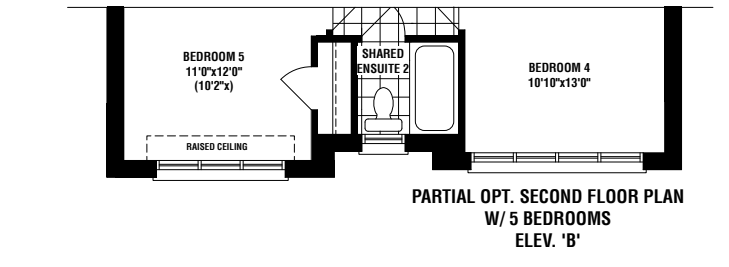 BEDROOM 5
11'0"x12'0"
(10'2"x)
SHARED
ENSUITE 2
BEDROOM 4
10'10"x13'0"
RAISED CEILING
PARTIAL OPT. SECOND FLOOR PLAN
W/ 5 BEDROOMS
ELEV. 'B'